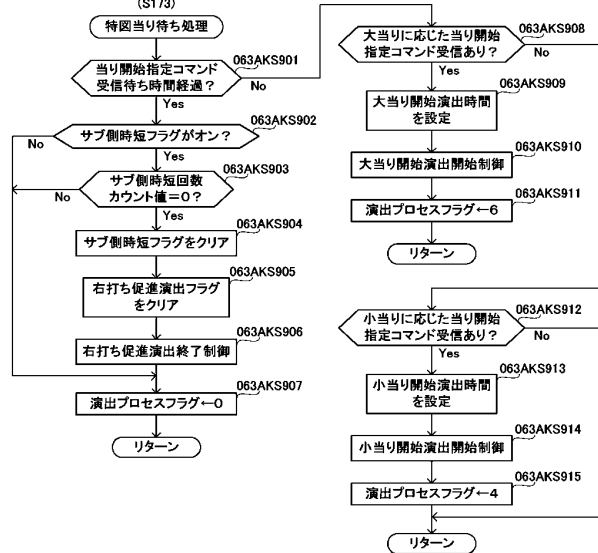 (S173)
特図当り待ち処理
063AKS901
当り開始指定コマンド
受信待ち時間経過？
No
Yes
063AKS902
サブ側時短フラグがオン？
No
Yes
063AKS903
サブ側時短回数
カウント値＝0？
No
Yes
063AKS904
サブ側時短フラグをクリア
063AKS905
右打ち促進演出フラグ
をクリア
063AKS906
右打ち促進演出終了制御
063AKS907
演出プロセスフラグ←0
リターン
063AKS908
大当りに応じた当り開始
指定コマンド受信あり？
No
Yes
063AKS909
大当り開始演出時間
を設定
063AKS910
大当り開始演出開始制御
063AKS911
演出プロセスフラグ←6
リターン
063AKS912
小当りに応じた当り開始
指定コマンド受信あり？
No
Yes
063AKS913
小当り開始演出時間
を設定
063AKS914
小当り開始演出開始制御
063AKS915
演出プロセスフラグ←4
リターン